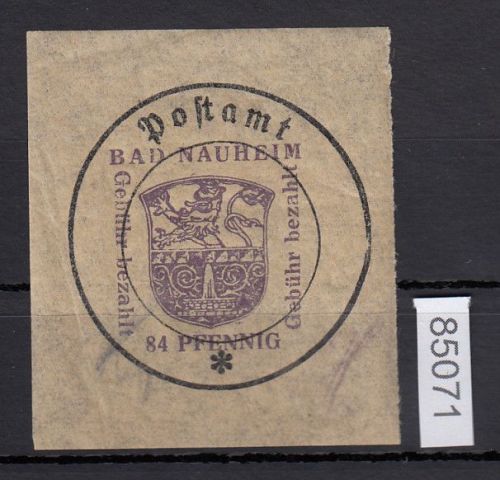 Postamt
BAD NAUHEIM
Gebühr bezahlt
Gebühr bezahlt
84 PFENNIG
*
85071